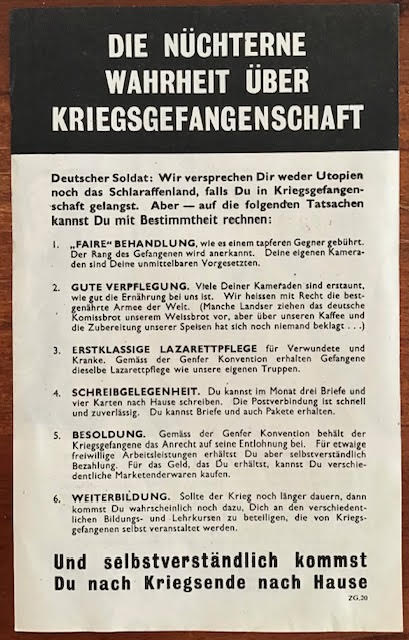 DIE NÜCHTERNE
WAHRHEIT ÜBER
KRIEGSGEFANGENSCHAFT
Deutscher Soldat: Wir versprechen Dir weder Utopien
noch das Schlaraffenland, falls Du in Kriegsgefangen-
schaft gelangst. Aber — auf die folgenden Tatsachen
kannst Du mit Bestimmtheit rechnen:
1. „FAIRE“ BEHANDLUNG, wie es einem tapferen Gegner gebührt.
Der Rang des Gefangenen wird anerkannt. Deine eigenen Kamera-
den sind Deine unmittelbaren Vorgesetzten.
2. GUTE VERPFLEGUNG. Viele Deiner Kameraden sind erstaunt,
wie gut die Ernährung bei uns ist. Wir heissen mit Recht die best-
genährte Armee der Welt. (Manche Landser ziehen das deutsche
Komissbrot unserem Weissbrot vor, aber über unseren Kaffee und
die Zubereitung unserer Speisen hat sich noch niemand beklagt . . .)
3. ERSTKLASSIGE LAZARETTPFLEGE für Verwundete und
Kranke. Gemäss der Genfer Konvention erhalten Gefangene
dieselbe Lazarettpflege wie unsere eigenen Truppen.
4. SCHREIBGELEGENHEIT. Du kannst im Monat drei Briefe und
vier Karten nach Hause schreiben. Die Postverbindung ist schnell
und zuverlässig. Du kannst Briefe und auch Pakete erhalten.
5. BESOLDUNG. Gemäss der Genfer Konvention behält der
Kriegsgefangene das Anrecht auf seine Entlohnung bei. Für etwaige
freiwillige Arbeitsleistungen erhältst Du aber selbstverständlich
Bezahlung. Für das Geld, das Du erhältst, kannst Du verschie-
dentliche Marketenderwaren kaufen.
6. WEITERBILDUNG. Sollte der Krieg noch länger dauern, dann
kommst Du wahrscheinlich noch dazu, Dich an den verschiedent-
lichen Bildungs- und Lehrkursen zu beteiligen, die von Kriegs-
gefangenen selbst veranstaltet werden.
Und selbstverständlich kommst
Du nach Kriegsende nach Hause
ZG.20